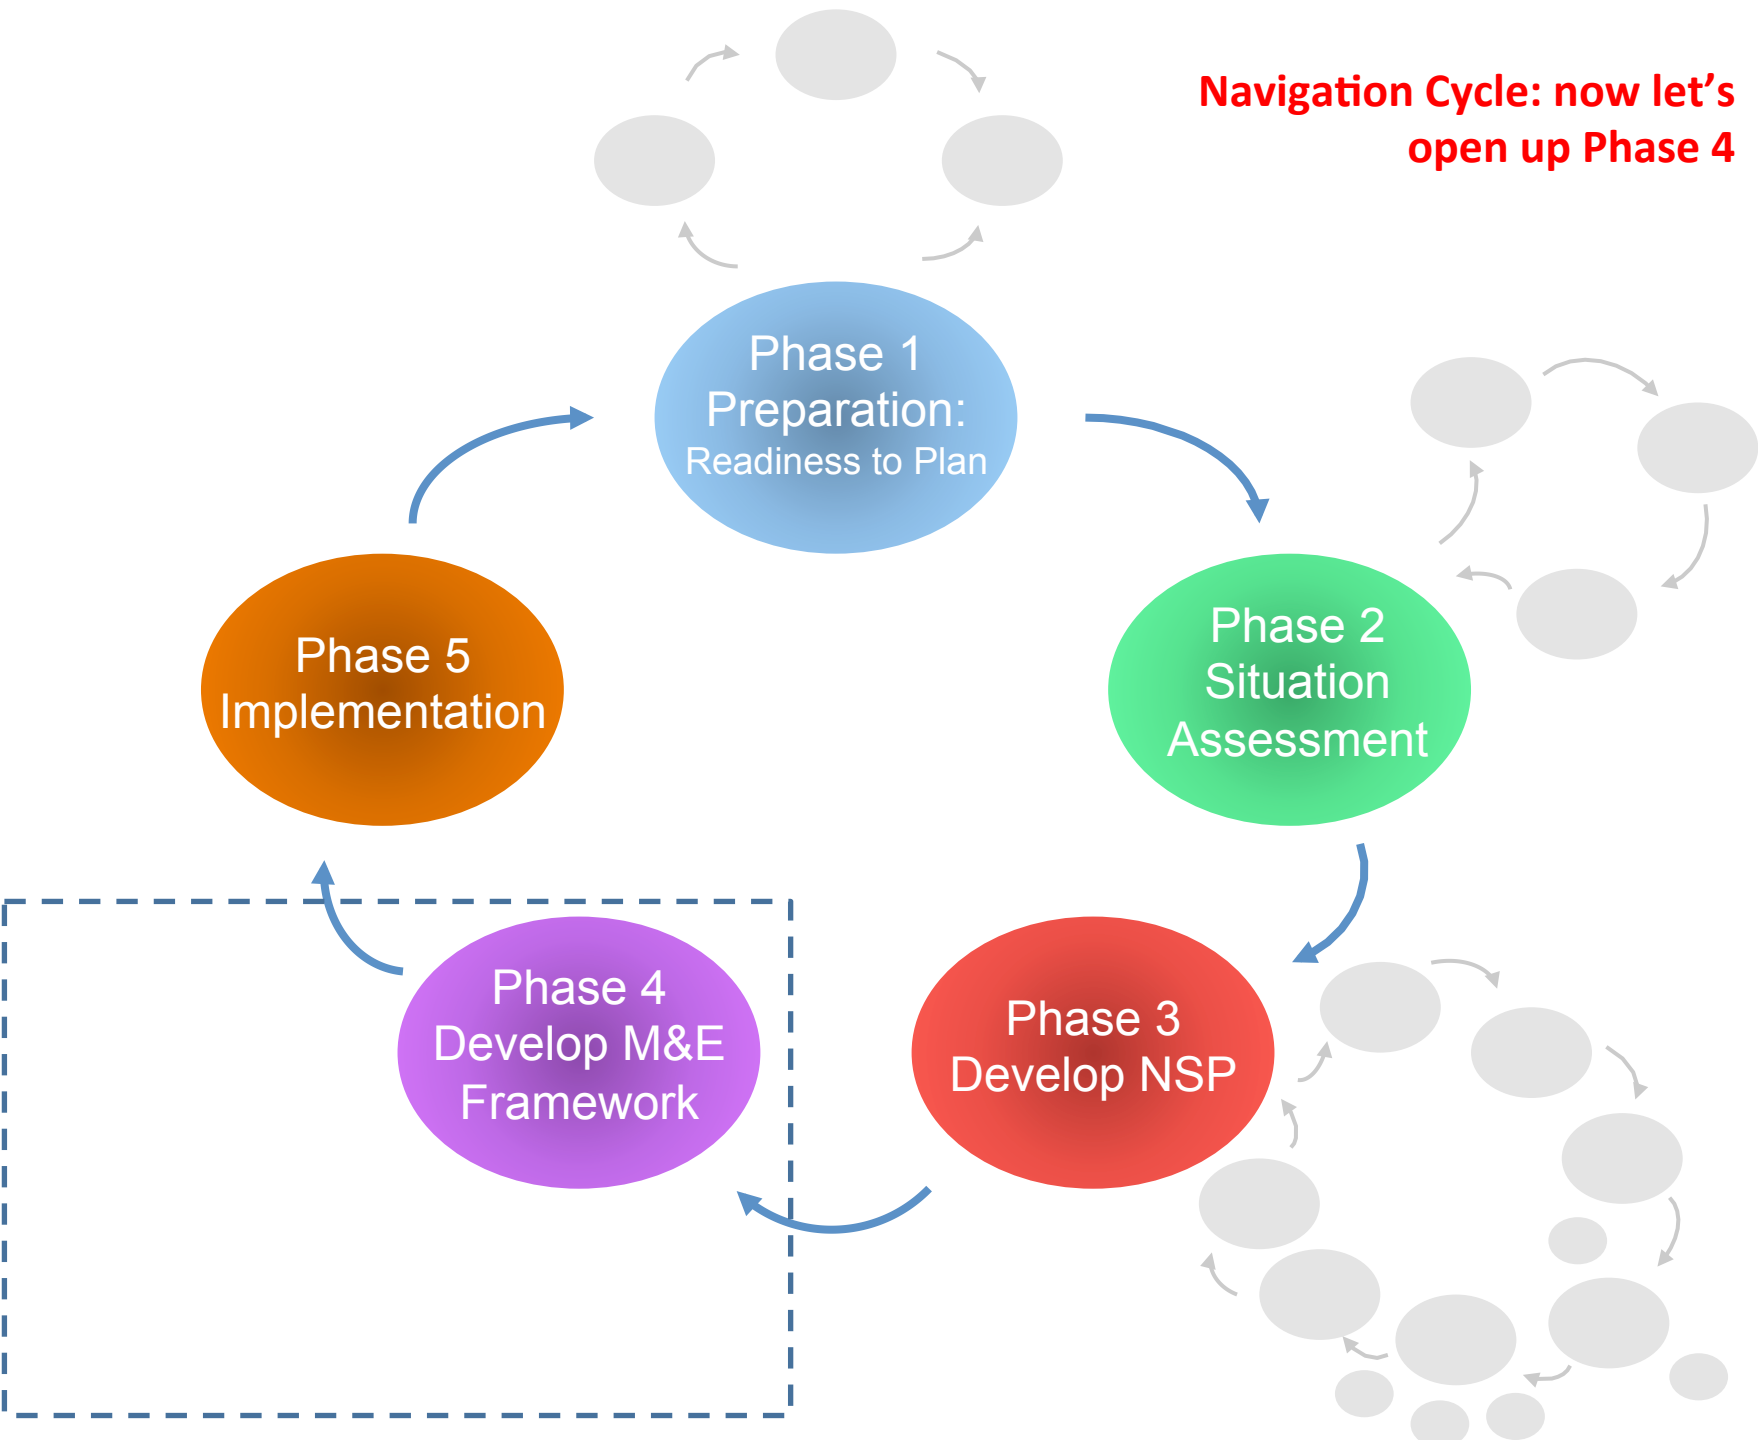 Navigation Cycle: now let’s
open up Phase 4
Phase 1
Preparation:
Readiness to Plan
Phase 2
Situation
Assessment
Phase 3
Develop NSP
Phase 4
Develop M&E
Framework
Phase 5
Implementation